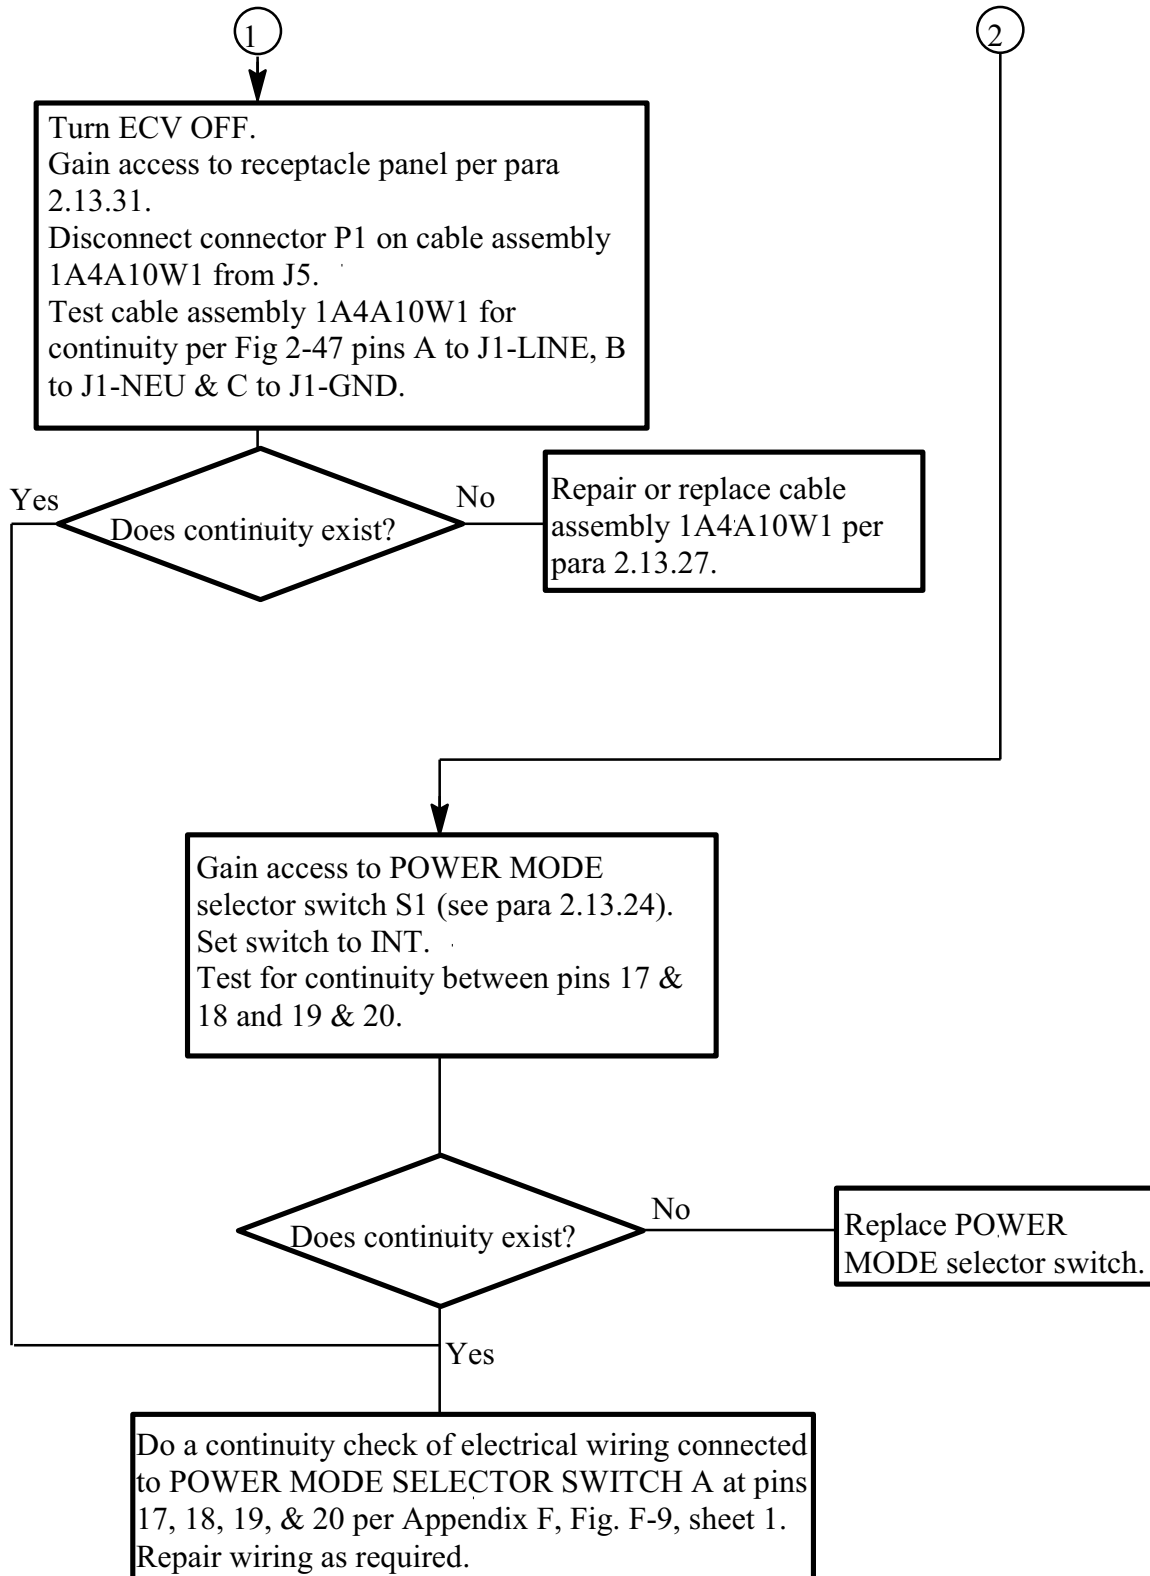 1
2
Turn ECV OFF.
Gain access to receptacle panel per para
2.13.31.
Disconnect connector P1 on cable assembly
1A4A10W1 from J5.
Test cable assembly 1A4A10W1 for
continuity per Fig 2-47 pins A to J1-LINE, B
to J1-NEU & C to J1-GND.
Yes
Does continuity exist?
No
Repair or replace cable
assembly 1A4A10W1 per
para 2.13.27.
Gain access to POWER MODE
selector switch S1 (see para 2.13.24).
Set switch to INT.
Test for continuity between pins 17 &
18 and 19 & 20.
Does continuity exist?
No
Replace POWER
MODE selector switch.
Yes
Do a continuity check of electrical wiring connected
to POWER MODE SELECTOR SWITCH A at pins
17, 18, 19, & 20 per Appendix F, Fig. F-9, sheet 1.
Repair wiring as required.